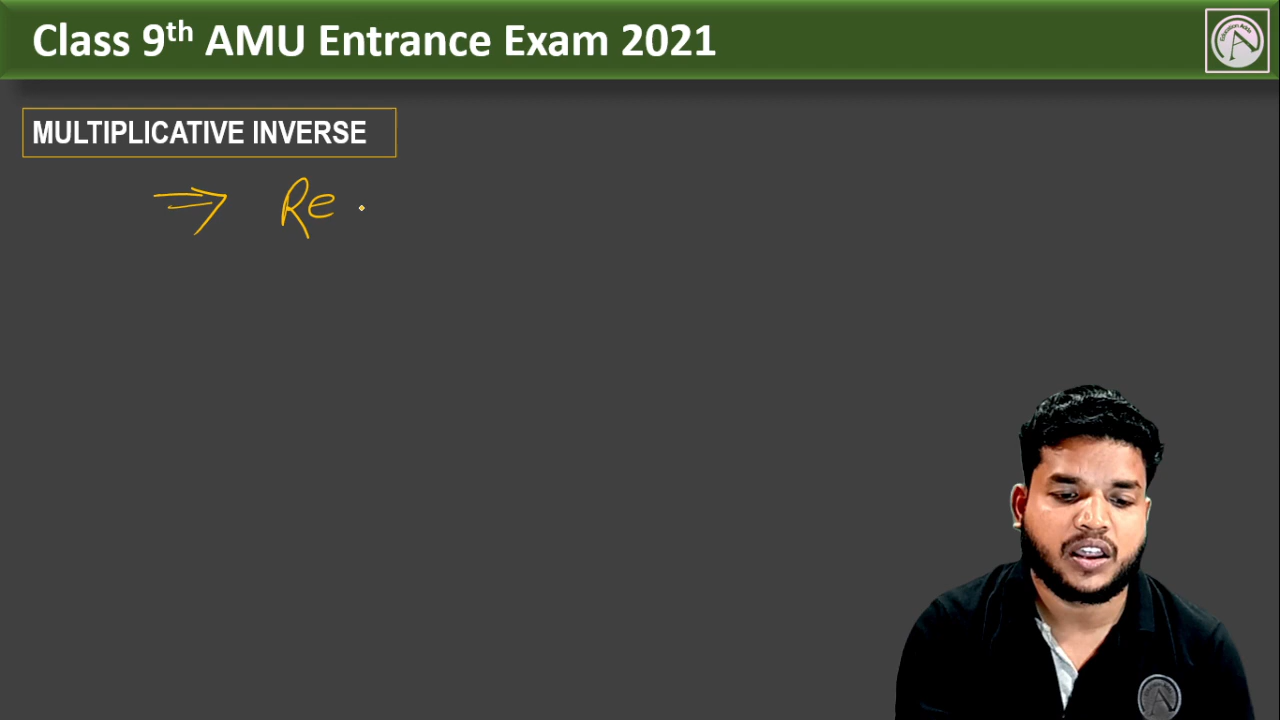 Class 9th AMU Entrance Exam 2021
MULTIPLICATIVE INVERSE
⇒ Re